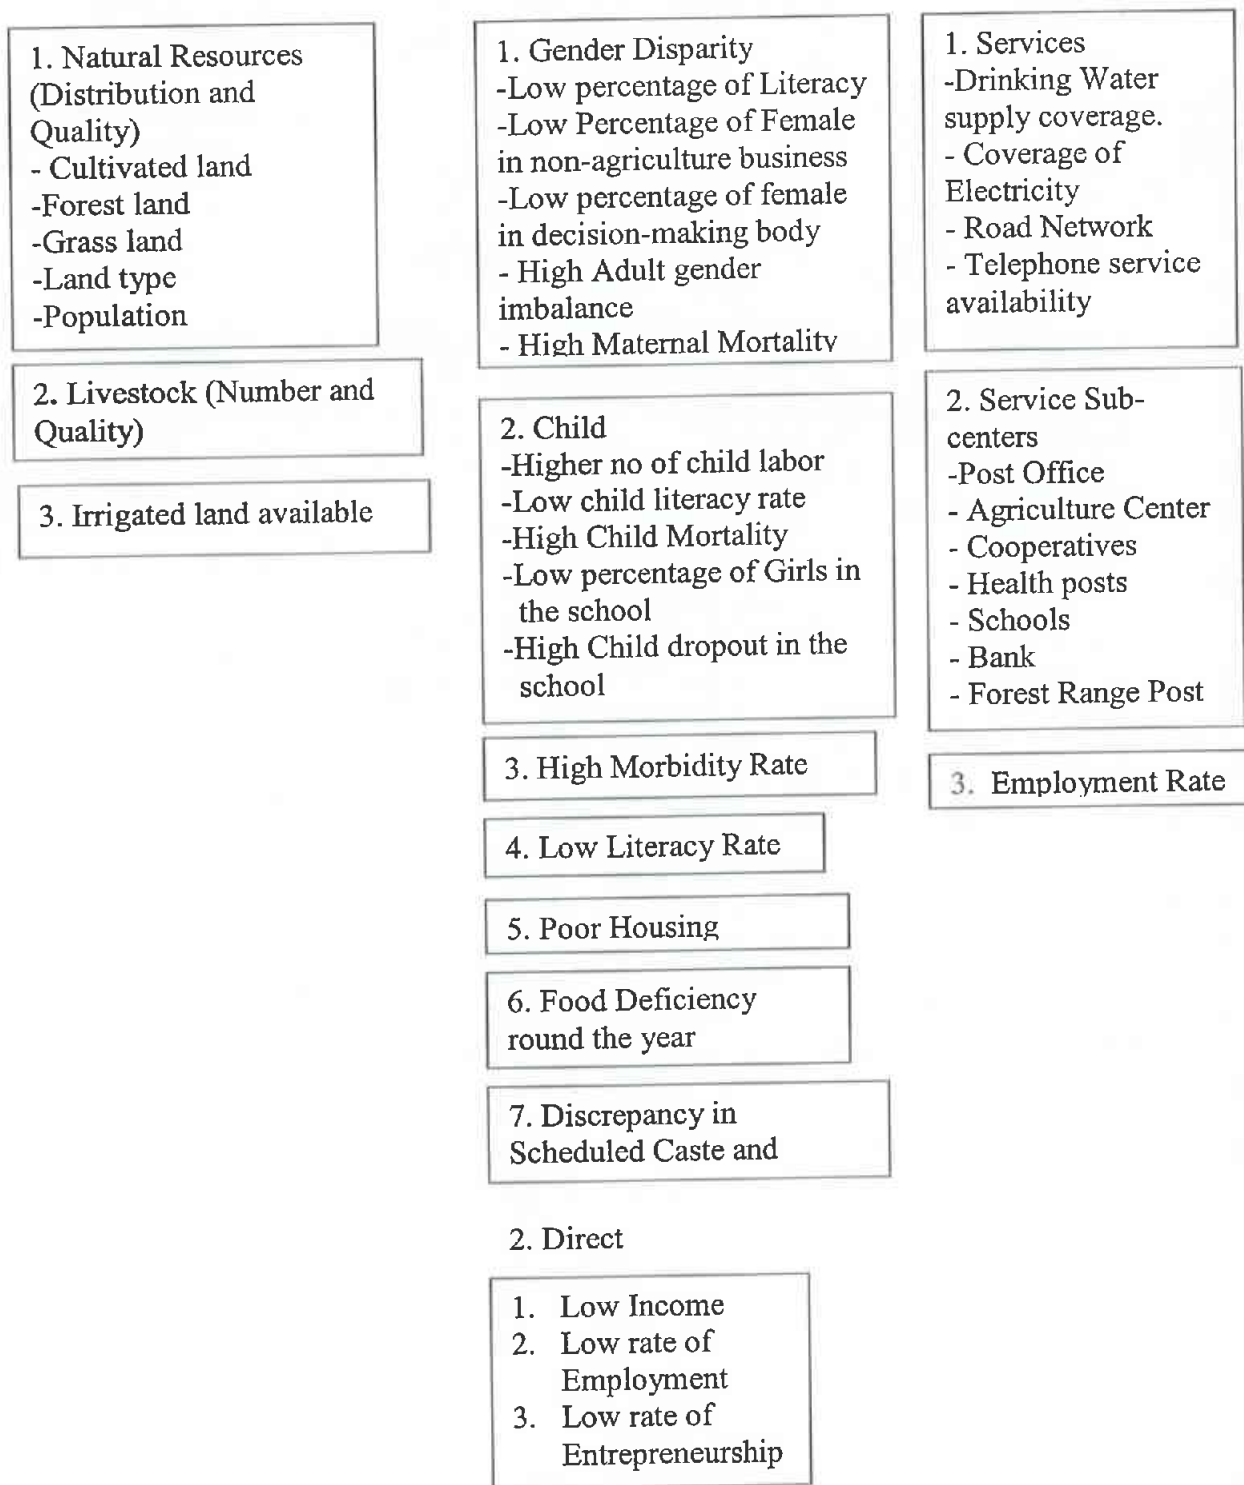 1. Natural Resources
(Distribution and
Quality)
- Cultivated land
-Forest land
-Grass land
-Land type
-Population
2. Livestock (Number and
Quality)
3. Irrigated land available
1. Gender Disparity
-Low percentage of Literacy
-Low Percentage of Female
in non-agriculture business
-Low percentage of female
in decision-making body
- High Adult gender
imbalance
- High Maternal Mortality
2. Child
-Higher no of child labor
-Low child literacy rate
-High Child Mortality
-Low percentage of Girls in
the school
-High Child dropout in the
school
3. High Morbidity Rate
4. Low Literacy Rate
5. Poor Housing
6. Food Deficiency
round the year
7. Discrepancy in
Scheduled Caste and
2. Direct
1. Low Income
2. Low rate of
Employment
3. Low rate of
Entrepreneurship
1. Services
-Drinking Water
supply coverage.
- Coverage of
Electricity
- Road Network
- Telephone service
availability
2. Service Sub-
centers
-Post Office
- Agriculture Center
- Cooperatives
- Health posts
- Schools
- Bank
- Forest Range Post
3. Employment Rate